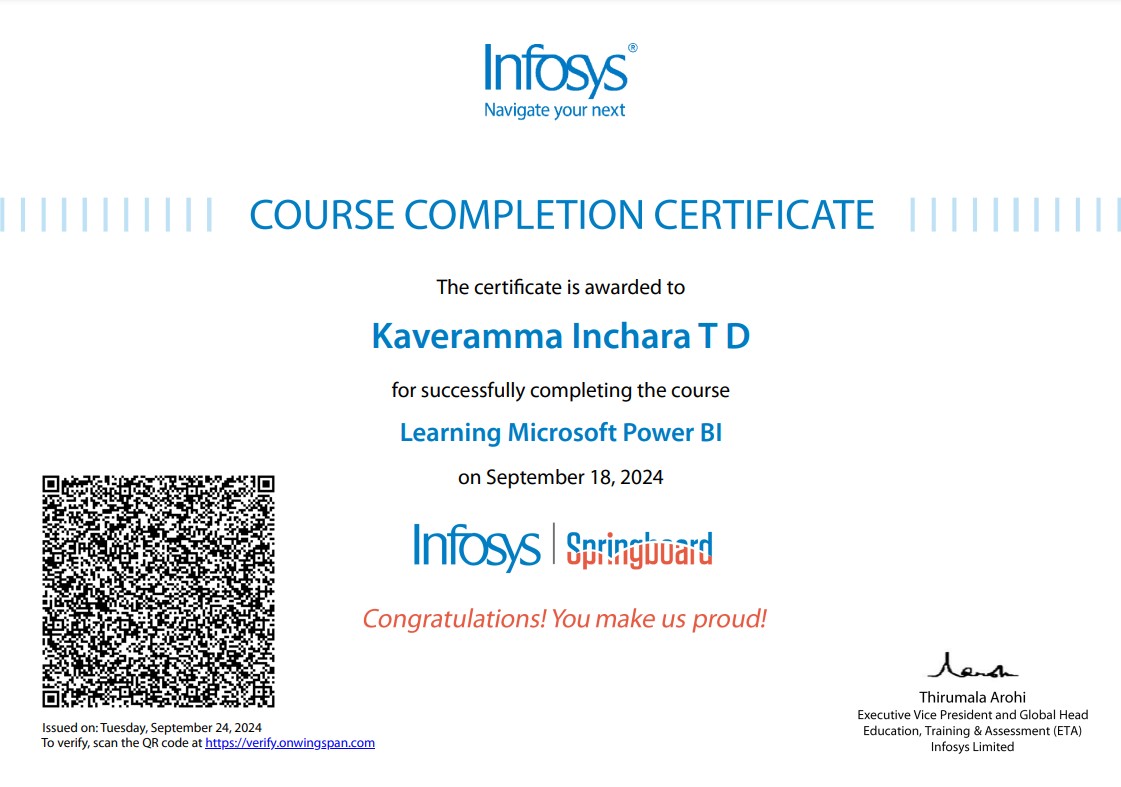 Infosys®
Navigate your next
COURSE COMPLETION CERTIFICATE
The certificate is awarded to
Kaveramma Inchara T D
for successfully completing the course
Learning Microsoft Power BI
on September 18, 2024
Infosys | Springboard
Congratulations! You make us proud!
Issued on: Tuesday, September 24, 2024
To verify, scan the QR code at https://verify.onwingspan.com
Thirumala Arohi
Executive Vice President and Global Head
Education, Training & Assessment (ETA)
Infosys Limited